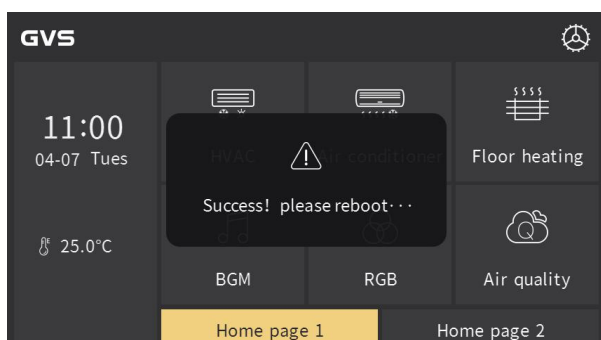 GVS
11:00
04-07 Tues
25.0°C
HVAC
Air conditioner
Floor heating
Success! please reboot···
BGM
RGB
Air quality
Home page 1
Home page 2